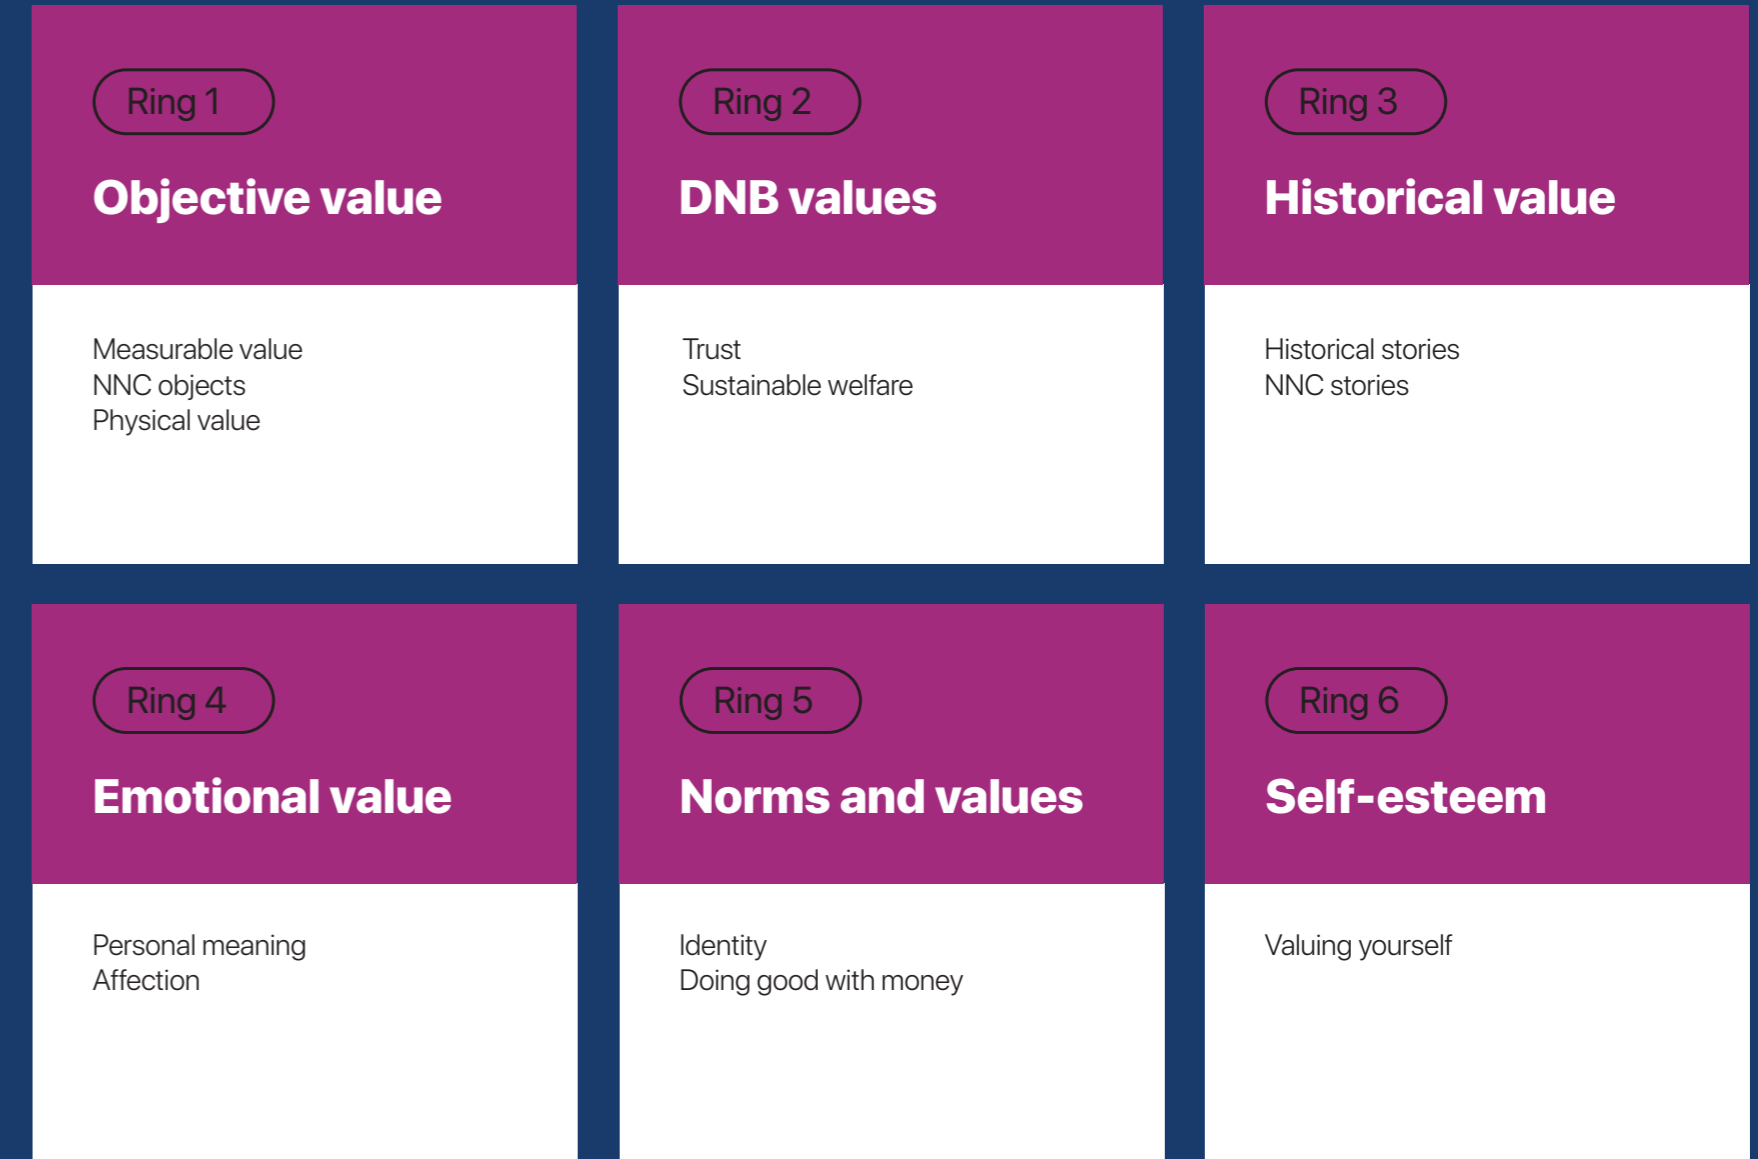 Ring 1
Objective value
Measurable value
NNC objects
Physical value
Ring 2
DNB values
Trust
Sustainable welfare
Ring 3
Historical value
Historical stories
NNC stories
Ring 4
Emotional value
Personal meaning
Affection
Ring 5
Norms and values
Identity
Doing good with money
Ring 6
Self-esteem
Valuing yourself